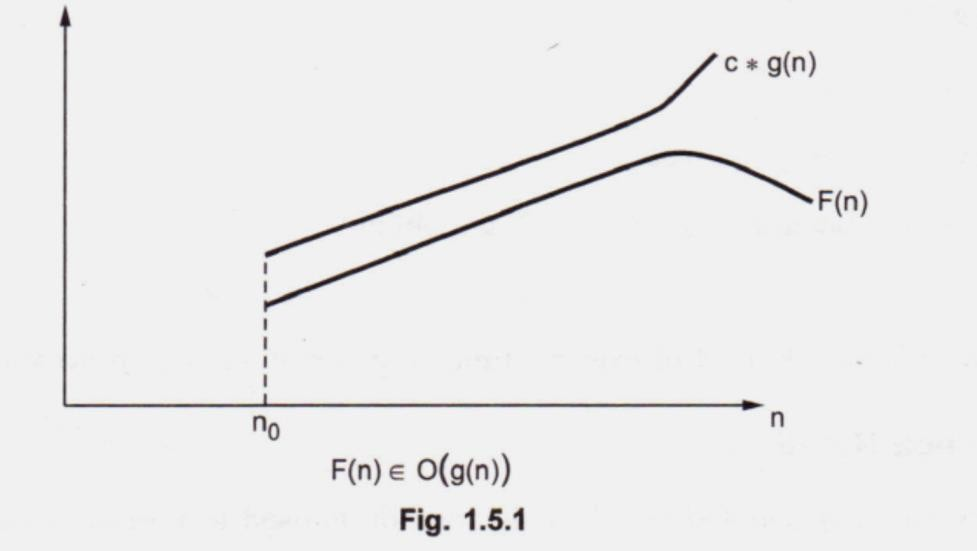 c * g(n)
F(n)
n₀
n
F(n) ∈ O(g(n))
Fig. 1.5.1